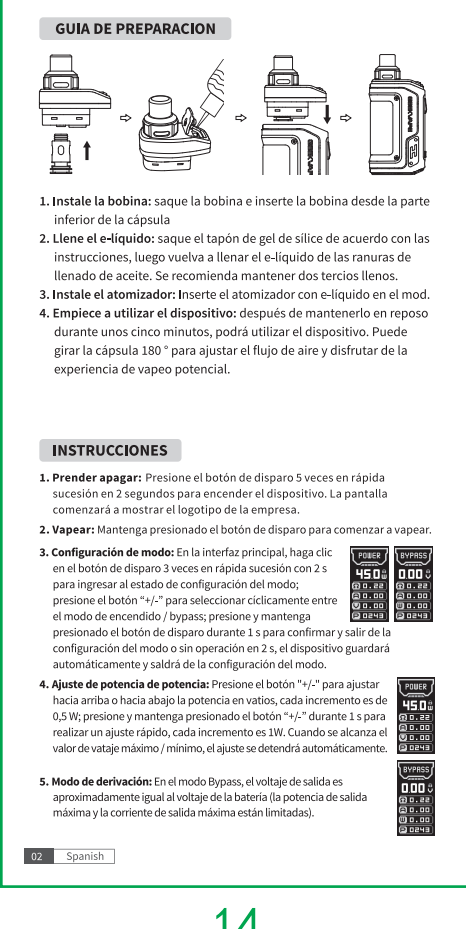 GUIA DE PREPARACION
1. Instale la bobina: saque la bobina e inserte la bobina desde la parte
inferior de la cápsula
2. Llene el e-líquido: saque el tapón de gel de sílice de acuerdo con las
instrucciones, luego vuelva a llenar el e-líquido de las ranuras de
llenado de aceite. Se recomienda mantener dos tercios llenos.
3. Instale el atomizador: Inserte el atomizador con e-líquido en el mod.
4. Empiece a utilizar el dispositivo: después de mantenerlo en reposo
durante unos cinco minutos, podrá utilizar el dispositivo. Puede
girar la cápsula 180 ° para ajustar el flujo de aire y disfrutar de la
experiencia de vapeo potencial.
INSTRUCCIONES
1. Prender apagar: Presione el botón de disparo 5 veces en rápida
sucesión en 2 segundos para encender el dispositivo. La pantalla
comenzará a mostrar el logotipo de la empresa.
2. Vapear: Mantenga presionado el botón de disparo para comenzar a vapear.
3. Configuración de modo: En la interfaz principal, haga clic
en el botón de disparo 3 veces en rápida sucesión con 2 s
para ingresar al estado de configuración del modo;
presione el botón “+/-” para seleccionar cíclicamente entre
el modo de encendido / bypass; presione y mantenga
presionado el botón de disparo durante 1 s para confirmar y salir de la
configuración del modo o sin operación en 2 s, el dispositivo guardará
automáticamente y saldrá de la configuración del modo.
POWER
45.0
0.22
0.00
0.00
0243
BYPASS
0.00
0.22
0.00
0.00
0243
4. Ajuste de potencia de potencia: Presione el botón "+/-" para ajustar
hacia arriba o hacia abajo la potencia en vatios, cada incremento es de
0,5 W; presione y mantenga presionado el botón “+/-” durante 1 s para
realizar un ajuste rápido, cada incremento es 1W. Cuando se alcanza el
valor de vataje máximo / mínimo, el ajuste se detendrá automáticamente.
POWER
45.0
0.22
0.00
0.00
0243
5. Modo de derivación: En el modo Bypass, el voltaje de salida es
aproximadamente igual al voltaje de la batería (la potencia de salida
máxima y la corriente de salida máxima están limitadas).
BYPASS
0.00
0.22
0.00
0.00
0243
02 Spanish